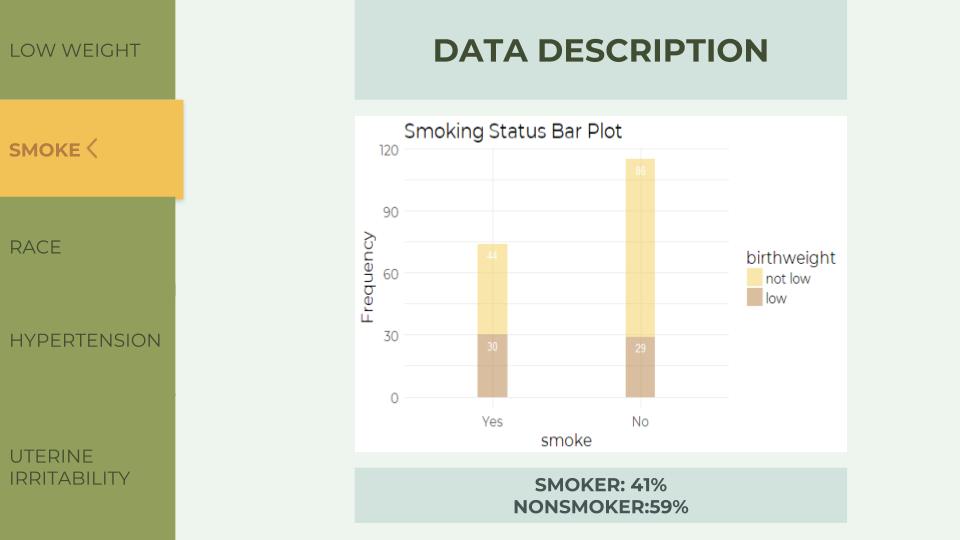 LOW WEIGHT
SMOKE
RACE
HYPERTENSION
UTERINE
IRRITABILITY
DATA DESCRIPTION
Smoking Status Bar Plot
120
90
60
30
0
Frequency
44
30
86
29
Yes
No
smoke
birthweight
not low
low
SMOKER: 41%
NONSMOKER:59%